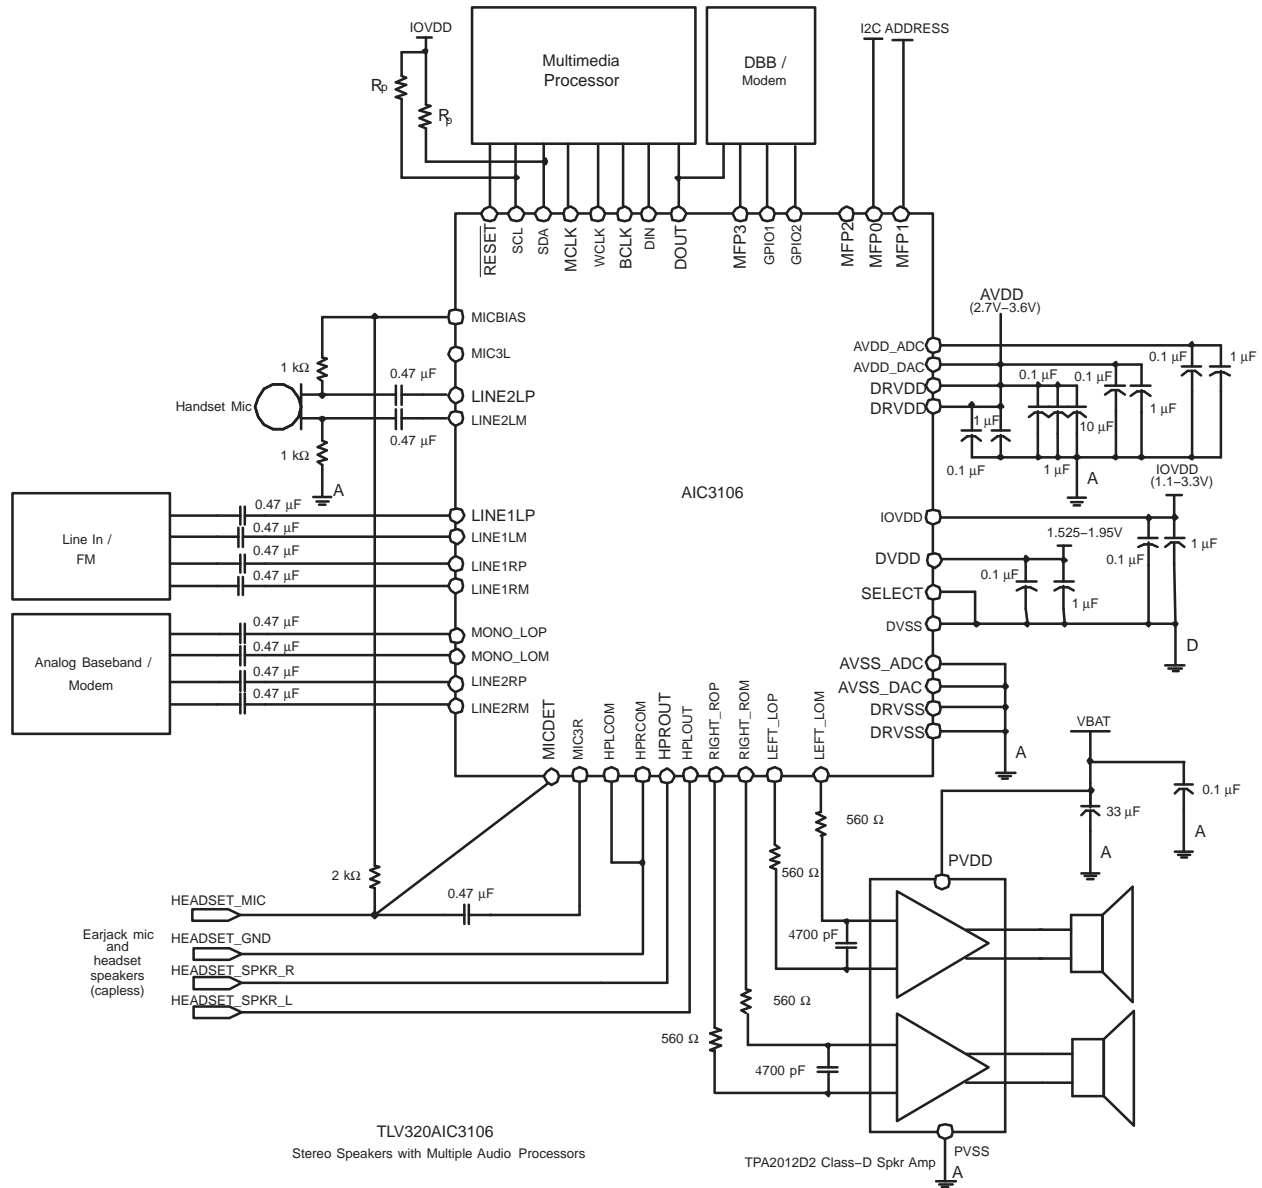 IOVDD
Rp
Rp
Multimedia
Processor
DBB /
Modem
I2C ADDRESS
RESET
SCL
SDA
MCLK
WCLK
BCLK
DIN
DOUT
MFP3
GPIO1
GPIO2
MFP2
MFP0
MFP1
MICBIAS
MIC3L
LINE2LP
LINE2LM
1 kΩ
0.47 µF
Handset Mic
0.47 µF
1 kΩ
A
AVDD
(2.7V−3.6V)
AVDD_ADC
AVDD_DAC
DRVDD
DRVDD
0.1 µF
1 µF
0.1 µF
0.1 µF
1 µF
1 µF
10 µF
0.1 µF
1 µF
A
AIC3106
IOVDD
(1.1−3.3V)
Line In /
FM
0.47 µF
0.47 µF
0.47 µF
0.47 µF
LINE1LP
LINE1LM
LINE1RP
LINE1RM
IOVDD
1.525−1.95V
DVDD
0.1 µF
1 µF
0.1 µF
1 µF
SELECT
DVSS
D
Analog Baseband /
Modem
0.47 µF
0.47 µF
0.47 µF
0.47 µF
MONO_LOP
MONO_LOM
LINE2RP
LINE2RM
AVSS_ADC
AVSS_DAC
DRVSS
DRVSS
A
MICDET
MIC3R
HPLCOM
HPRCOM
HPROUT
HPLOUT
RIGHT_ROP
RIGHT_ROM
LEFT_LOP
LEFT_LOM
VBAT
0.1 µF
33 µF
A
A
560 Ω
560 Ω
PVDD
2 kΩ
0.47 µF
HEADSET_MIC
HEADSET_GND
HEADSET_SPKR_R
HEADSET_SPKR_L
Earjack mic
and
headset
speakers
(capless)
4700 pF
560 Ω
560 Ω
4700 pF
TLV320AIC3106
Stereo Speakers with Multiple Audio Processors
TPA2012D2 Class−D Spkr Amp
PVSS
A